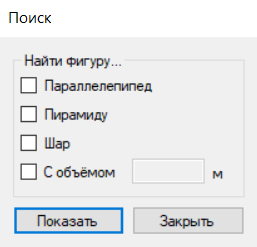 Поиск
Найти фигуру...
Параллелепипед
Пирамиду
Шар
С объёмом м
Показать Закрыть